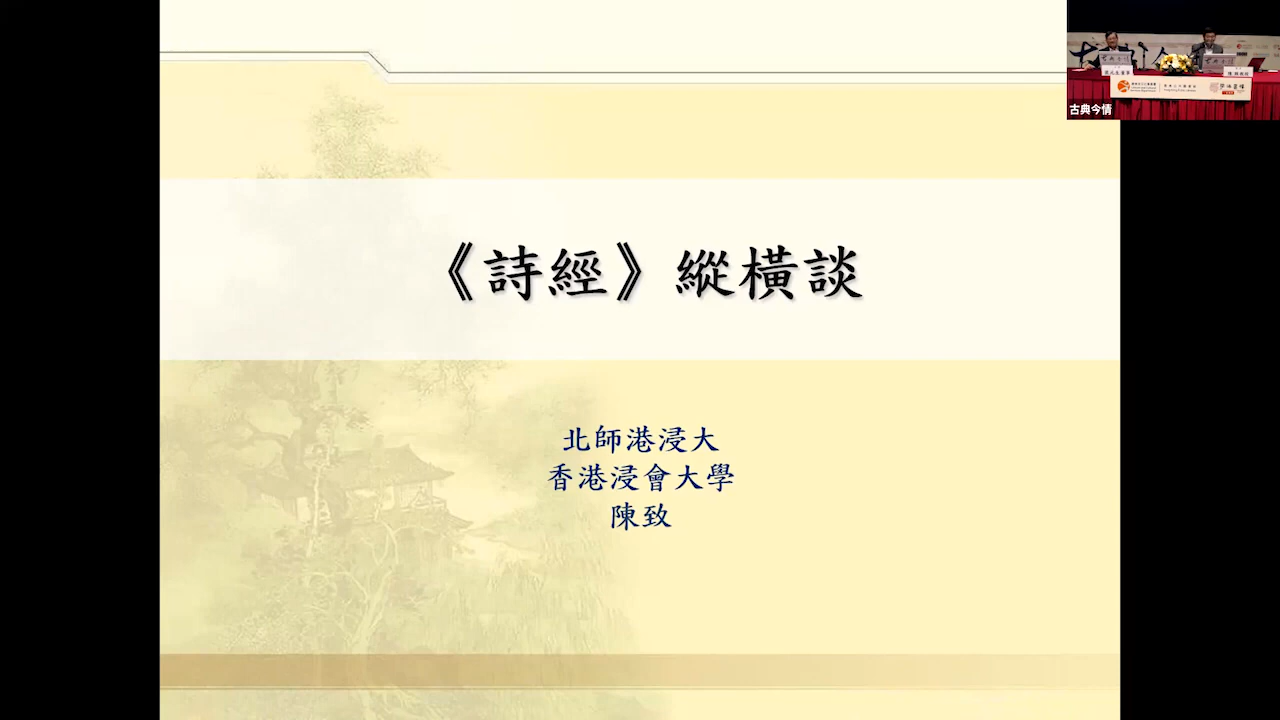 《詩經》縱橫談
北師港浸大
香港浸會大學
陳致
古典今情